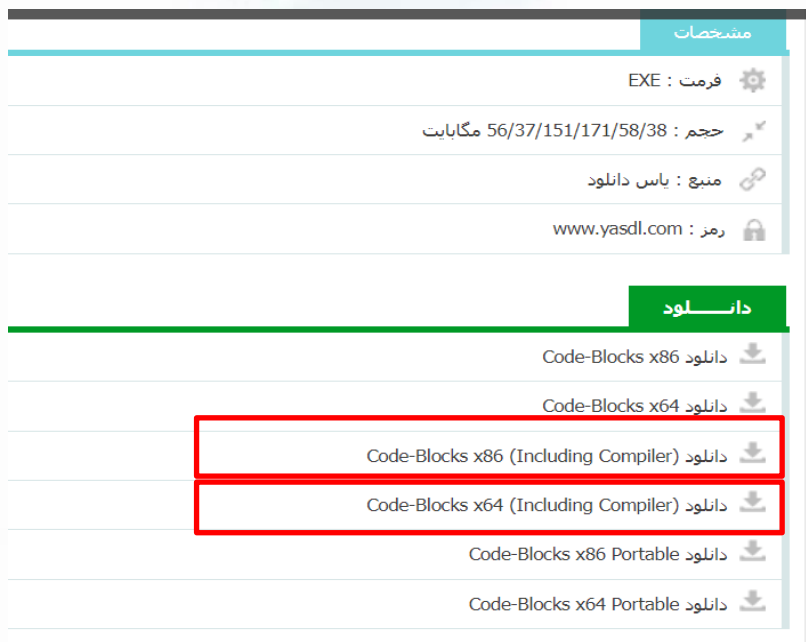 مشخصات
فرمت : EXE
حجم : 56/37/151/171/58/38 مگابایت
منبع : یاس دانلود
رمز : www.yasdl.com
دانـــــلود
دانلود Code-Blocks x86
دانلود Code-Blocks x64
دانلود Code-Blocks x86 (Including Compiler)
دانلود Code-Blocks x64 (Including Compiler)
دانلود Code-Blocks x86 Portable
دانلود Code-Blocks x64 Portable